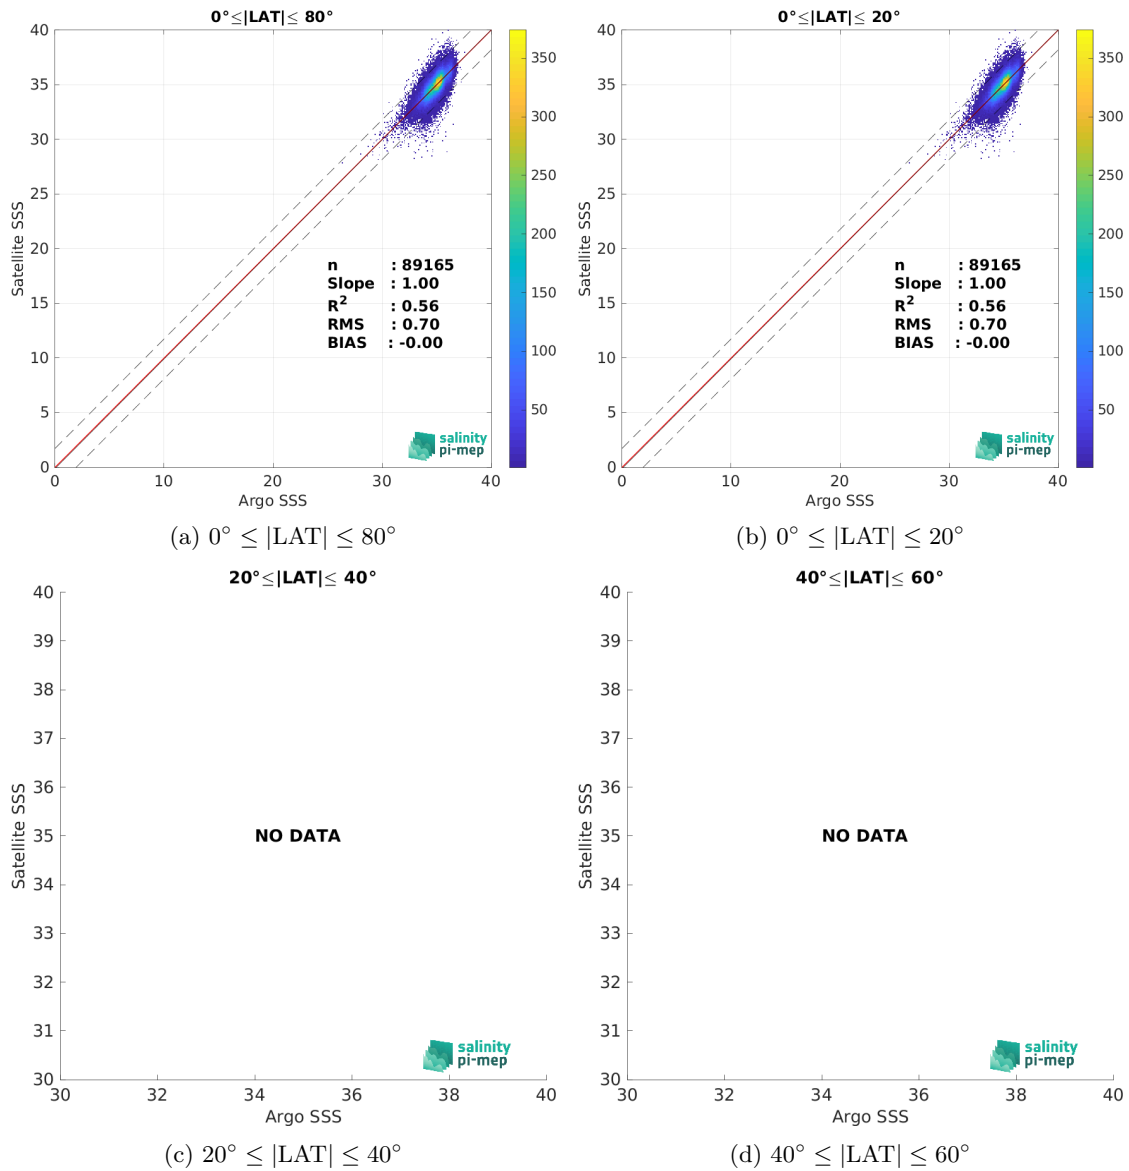 0°≤|LAT|≤ 80°
40
35
30
25
20
15
10
5
0
0
10
20
30
40
Satellite SSS
Argo SSS
n : 89165
Slope : 1.00
R² : 0.56
RMS : 0.70
BIAS : -0.00
salinity
pi-mep
350
300
250
200
150
100
50
(a) 0° ≤ |LAT| ≤ 80°
0°≤|LAT|≤ 20°
40
35
30
25
20
15
10
5
0
0
10
20
30
40
Satellite SSS
Argo SSS
n : 89165
Slope : 1.00
R² : 0.56
RMS : 0.70
BIAS : -0.00
salinity
pi-mep
350
300
250
200
150
100
50
(b) 0° ≤ |LAT| ≤ 20°
20°≤|LAT|≤ 40°
40
39
38
37
36
35
34
33
32
31
30
30
32
34
36
38
40
Satellite SSS
Argo SSS
NO DATA
salinity
pi-mep
(c) 20° ≤ |LAT| ≤ 40°
40°≤|LAT|≤ 60°
40
39
38
37
36
35
34
33
32
31
30
30
32
34
36
38
40
Satellite SSS
Argo SSS
NO DATA
salinity
pi-mep
(d) 40° ≤ |LAT| ≤ 60°